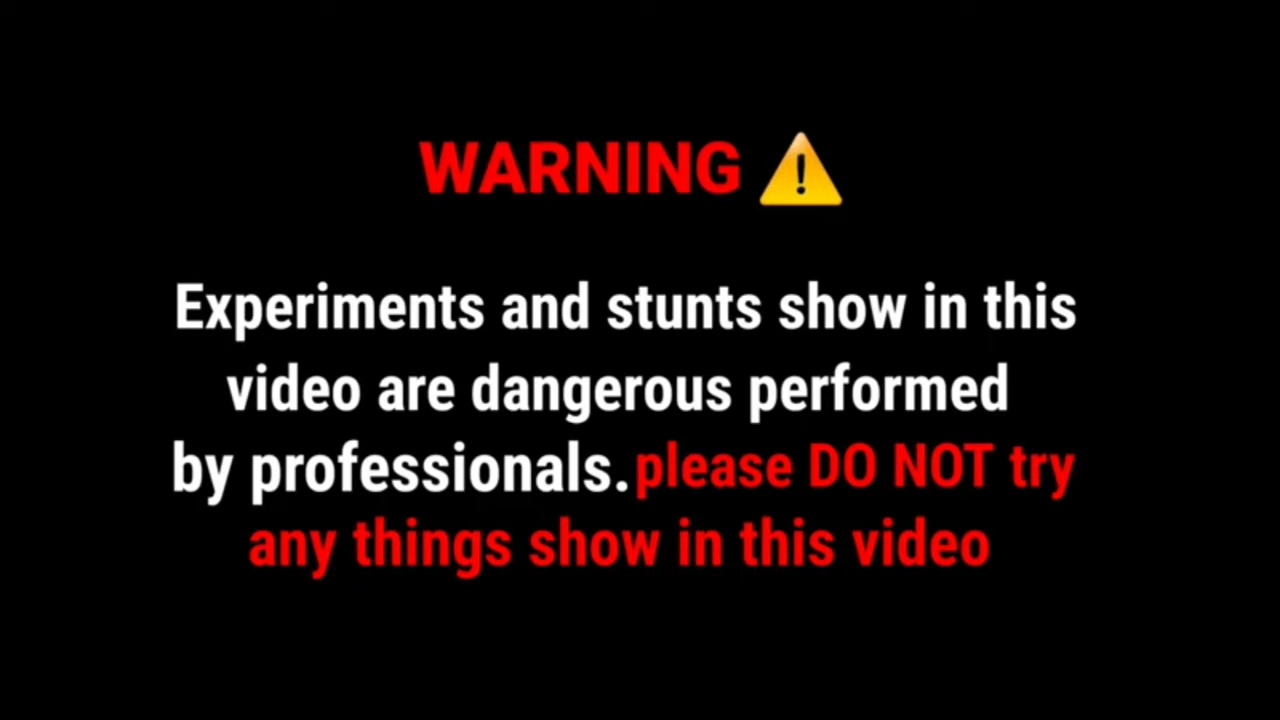 WARNING ⚠️
Experiments and stunts show in this
video are dangerous performed
by professionals.please DO NOT try
any things show in this video